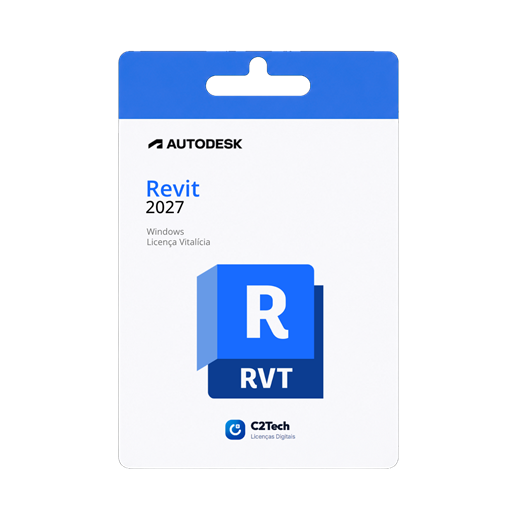 AUTODESK
Revit
2027
Windows
Licença Vitalícia
R
RVT
C2Tech
Licenças Digitais